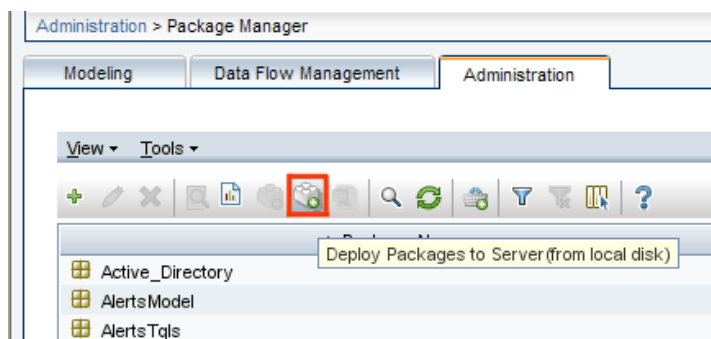 Administration > Package Manager
Modeling Data Flow Management Administration
View Tools
Deploy Packages to Server(from local disk)
Active_Directory
AlertsModel
AlertsTqls